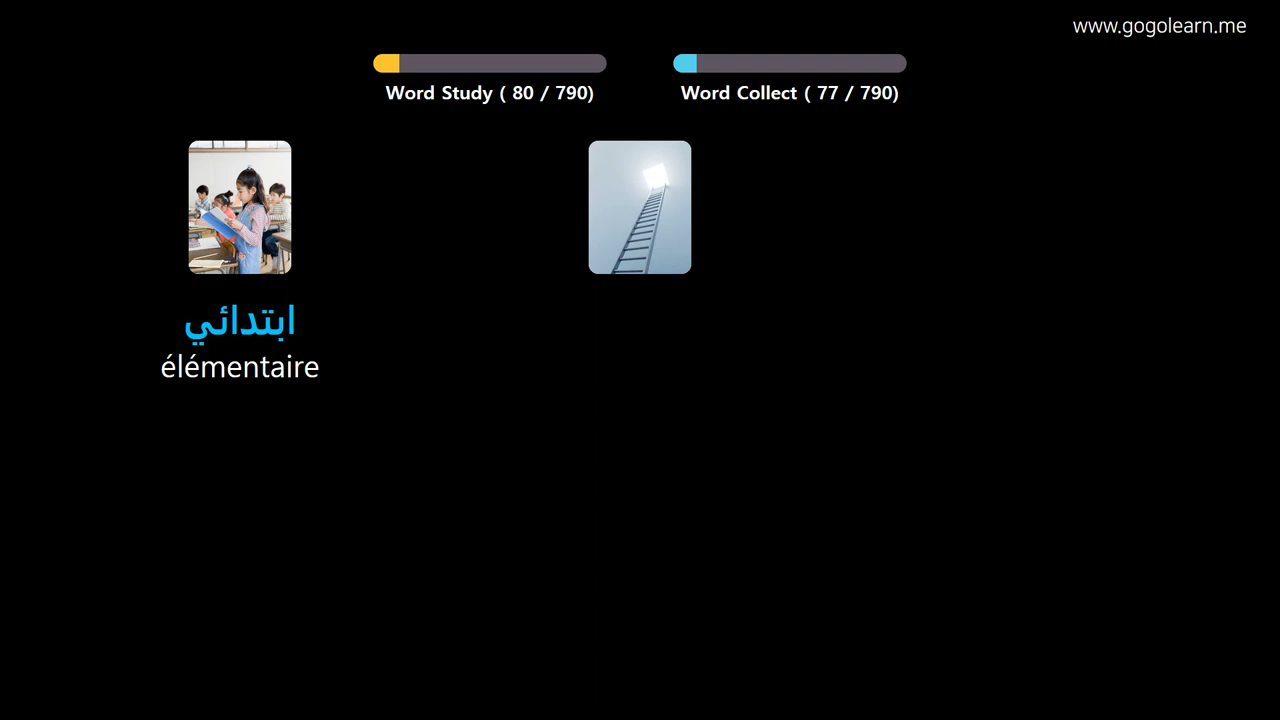 www.gogolearn.me
Word Study ( 80 / 790)
Word Collect ( 77 / 790)
ابتدائي
élémentaire